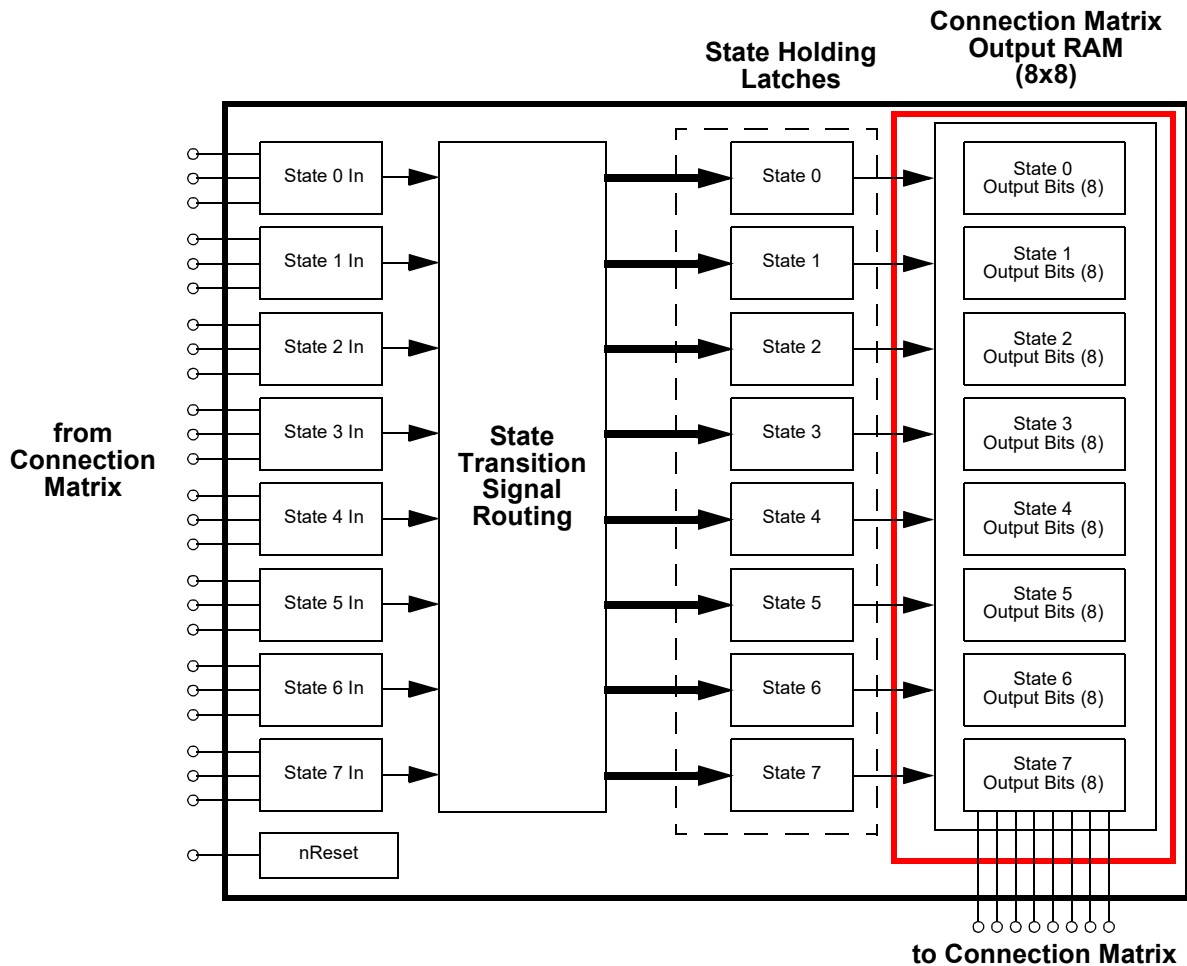 Connection Matrix
Output RAM
(8x8)
State Holding
Latches
from
Connection
Matrix
State 0 In
State 1 In
State 2 In
State 3 In
State 4 In
State 5 In
State 6 In
State 7 In
nReset
State
Transition
Signal
Routing
State 0
State 1
State 2
State 3
State 4
State 5
State 6
State 7
State 0
Output Bits (8)
State 1
Output Bits (8)
State 2
Output Bits (8)
State 3
Output Bits (8)
State 4
Output Bits (8)
State 5
Output Bits (8)
State 6
Output Bits (8)
State 7
Output Bits (8)
to Connection Matrix